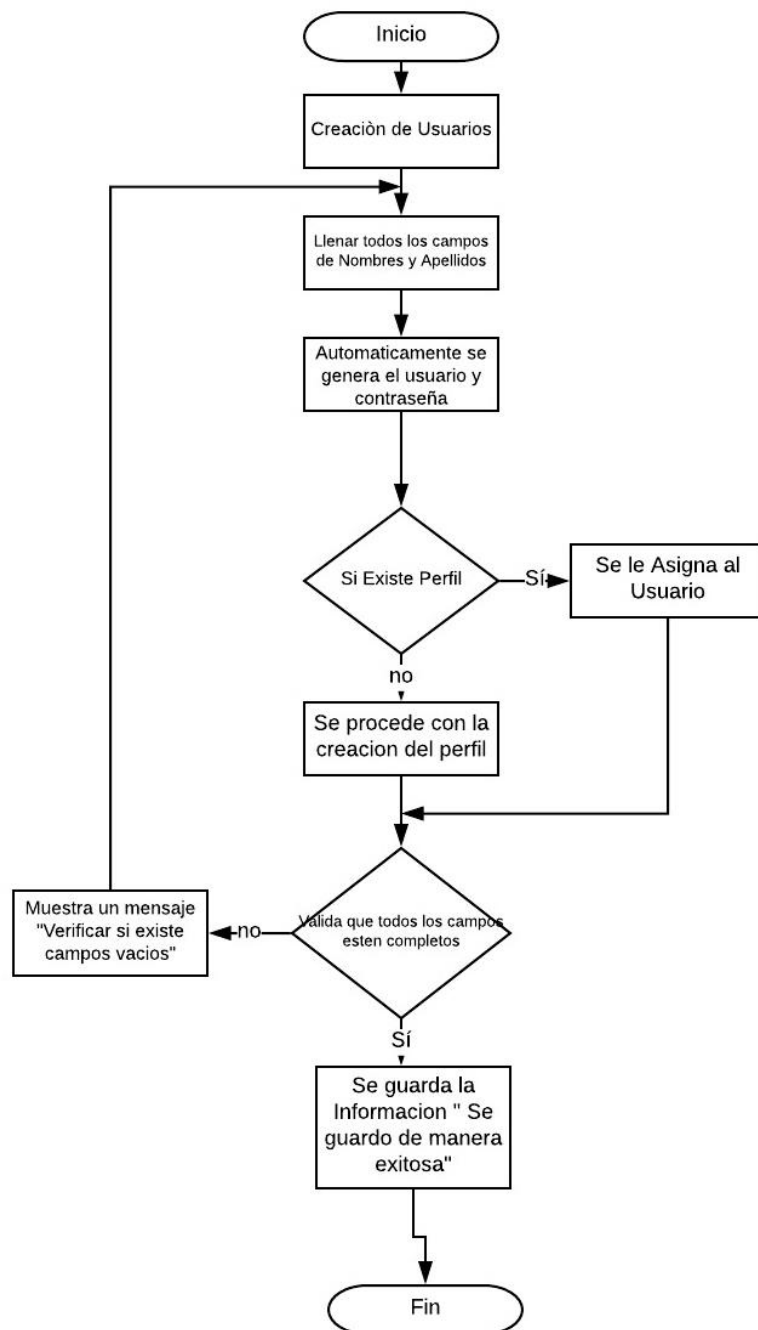 Inicio
Creaciòn de Usuarios
Llenar todos los campos
de Nombres y Apellidos
Automaticamente se
genera el usuario y
contraseña
Si Existe Perfil
Sí
Se le Asigna al
Usuario
no
Se procede con la
creacion del perfil
Valida que todos los campos
esten completos
no
Muestra un mensaje
"Verificar si existe
campos vacios"
Sí
Se guarda la
Informacion " Se
guardo de manera
exitosa"
Fin